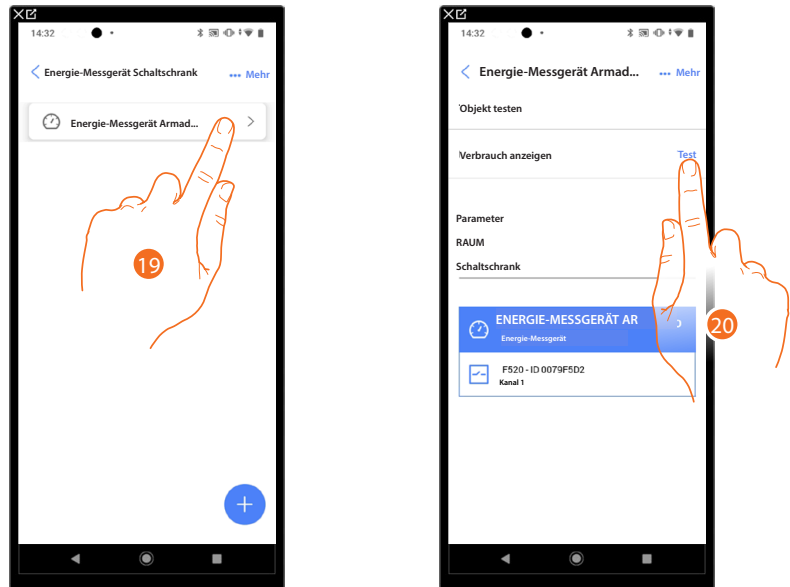 14:32
Energie-Messgerät Schaltschrank
••• Mehr
Energie-Messgerät Armad...
19
14:32
Energie-Messgerät Armad...
••• Mehr
Objekt testen
Verbrauch anzeigen
Test
Parameter
RAUM
Schaltschrank
ENERGIE-MESSGERÄT AR
Energie-Messgerät
20
F520 - ID 0079F5D2
Kanal 1